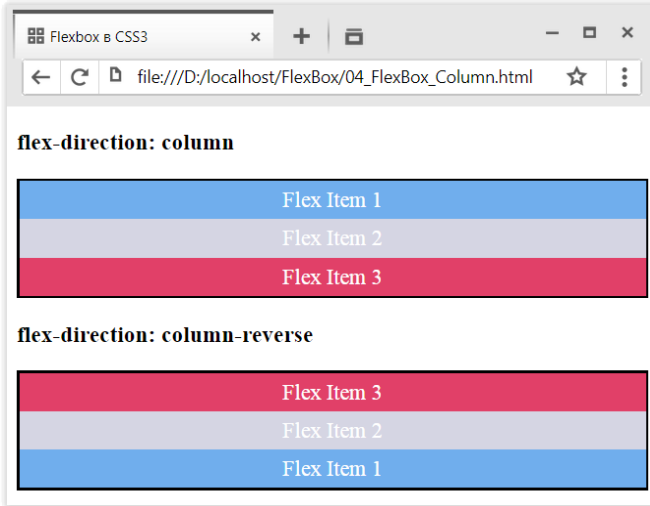 Flexbox в CSS3
file:///D:/localhost/FlexBox/04_FlexBox_Column.html
flex-direction: column
Flex Item 1
Flex Item 2
Flex Item 3
flex-direction: column-reverse
Flex Item 3
Flex Item 2
Flex Item 1